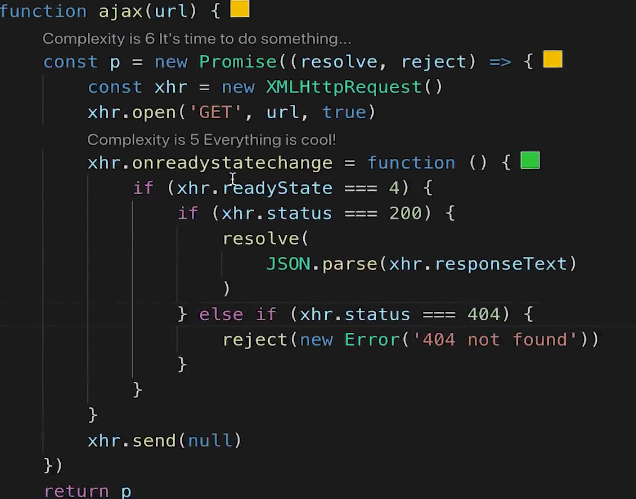 function ajax(url) {
Complexity is 6 It's time to do something...
    const p = new Promise((resolve, reject) => {
        const xhr = new XMLHttpRequest()
        xhr.open('GET', url, true)
        Complexity is 5 Everything is cool!
        xhr.onreadystatechange = function () {
            if (xhr.readyState === 4) {
                if (xhr.status === 200) {
                    resolve(
                        JSON.parse(xhr.responseText)
                    )
                } else if (xhr.status === 404) {
                    reject(new Error('404 not found'))
                }
            }
        }
        xhr.send(null)
    })
    return p